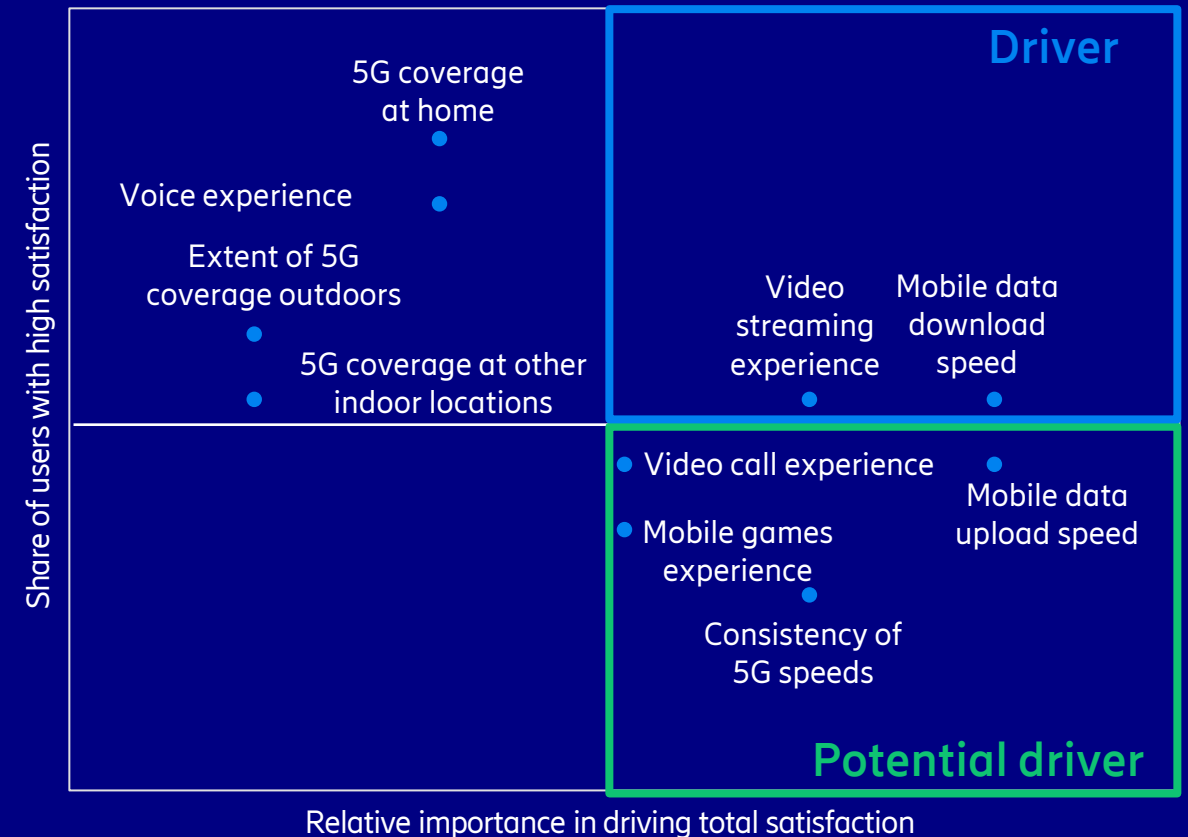 Driver
5G coverage
at home
Voice experience
Extent of 5G
coverage outdoors
5G coverage at other
indoor locations
Video
streaming
experience
Mobile data
download
speed
Video call experience
Mobile data
upload speed
Mobile games
experience
Consistency of
5G speeds
Potential driver
Share of users with high satisfaction
Relative importance in driving total satisfaction